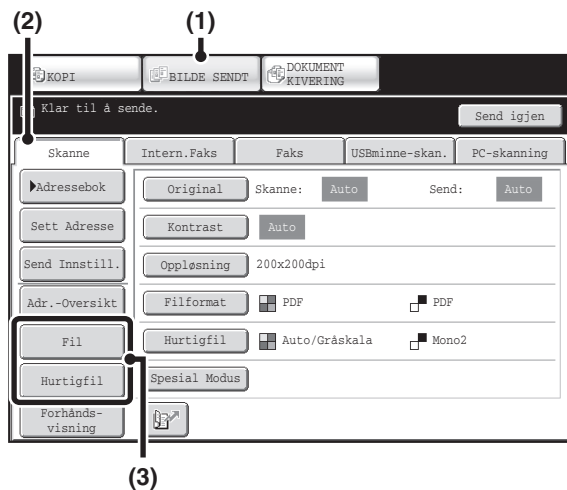 (2) (1)
KOPI BILDE SENDT DOKUMENT
KIVERING
Klar til å sende. Send igjen
Skanne Intern.Faks Faks USBminne-skan. PC-skanning
Adressebok Original Skanne: Auto Send: Auto
Sett Adresse Kontrast Auto
Send Innstill. Oppløsning 200x200dpi
Adr.-Oversikt Filformat PDF PDF
Fil Hurtigfil Auto/Gråskala Mono2
Hurtigfil Spesial Modus
Forhånds-
visning
(3)